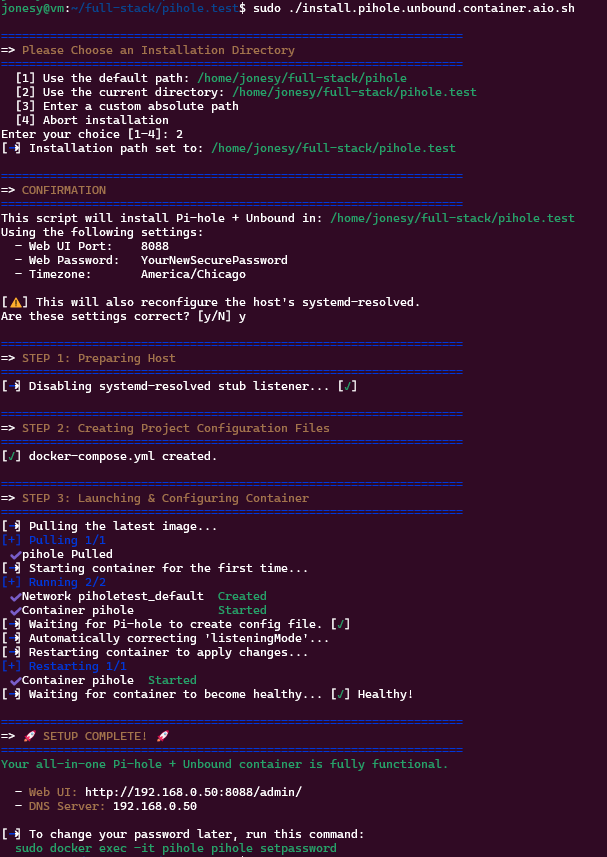 jonesy@vm:~/full-stack/pihole.test$ sudo ./install.pihole.unbound.container.aio.sh
=> Please Choose an Installation Directory
[1] Use the default path: /home/jonesy/full-stack/pihole
[2] Use the current directory: /home/jonesy/full-stack/pihole.test
[3] Enter a custom absolute path
[4] Abort installation
Enter your choice [1-4]: 2
[→] Installation path set to: /home/jonesy/full-stack/pihole.test
=> CONFIRMATION
This script will install Pi-hole + Unbound in: /home/jonesy/full-stack/pihole.test
Using the following settings:
- Web UI Port: 8088
- Web Password: YourNewSecurePassword
- Timezone: America/Chicago
[⚠️] This will also reconfigure the host's systemd-resolved.
Are these settings correct? [y/N] y
=> STEP 1: Preparing Host
[→] Disabling systemd-resolved stub listener... [✓]
=> STEP 2: Creating Project Configuration Files
[✓] docker-compose.yml created.
=> STEP 3: Launching & Configuring Container
[→] Pulling the latest image...
[+] Pulling 1/1
✔pihole Pulled
[→] Starting container for the first time...
[+] Running 2/2
✔Network piholetest_default Created
✔Container pihole Started
[→] Waiting for Pi-hole to create config file. [✓]
[→] Automatically correcting 'listeningMode'...
[→] Restarting container to apply changes...
[+] Restarting 1/1
✔Container pihole Started
[→] Waiting for container to become healthy... [✓] Healthy!
=> 🚀 SETUP COMPLETE! 🚀
Your all-in-one Pi-hole + Unbound container is fully functional.
- Web UI: http://192.168.0.50:8088/admin/
- DNS Server: 192.168.0.50
[→] To change your password later, run this command:
sudo docker exec -it pihole pihole setpassword